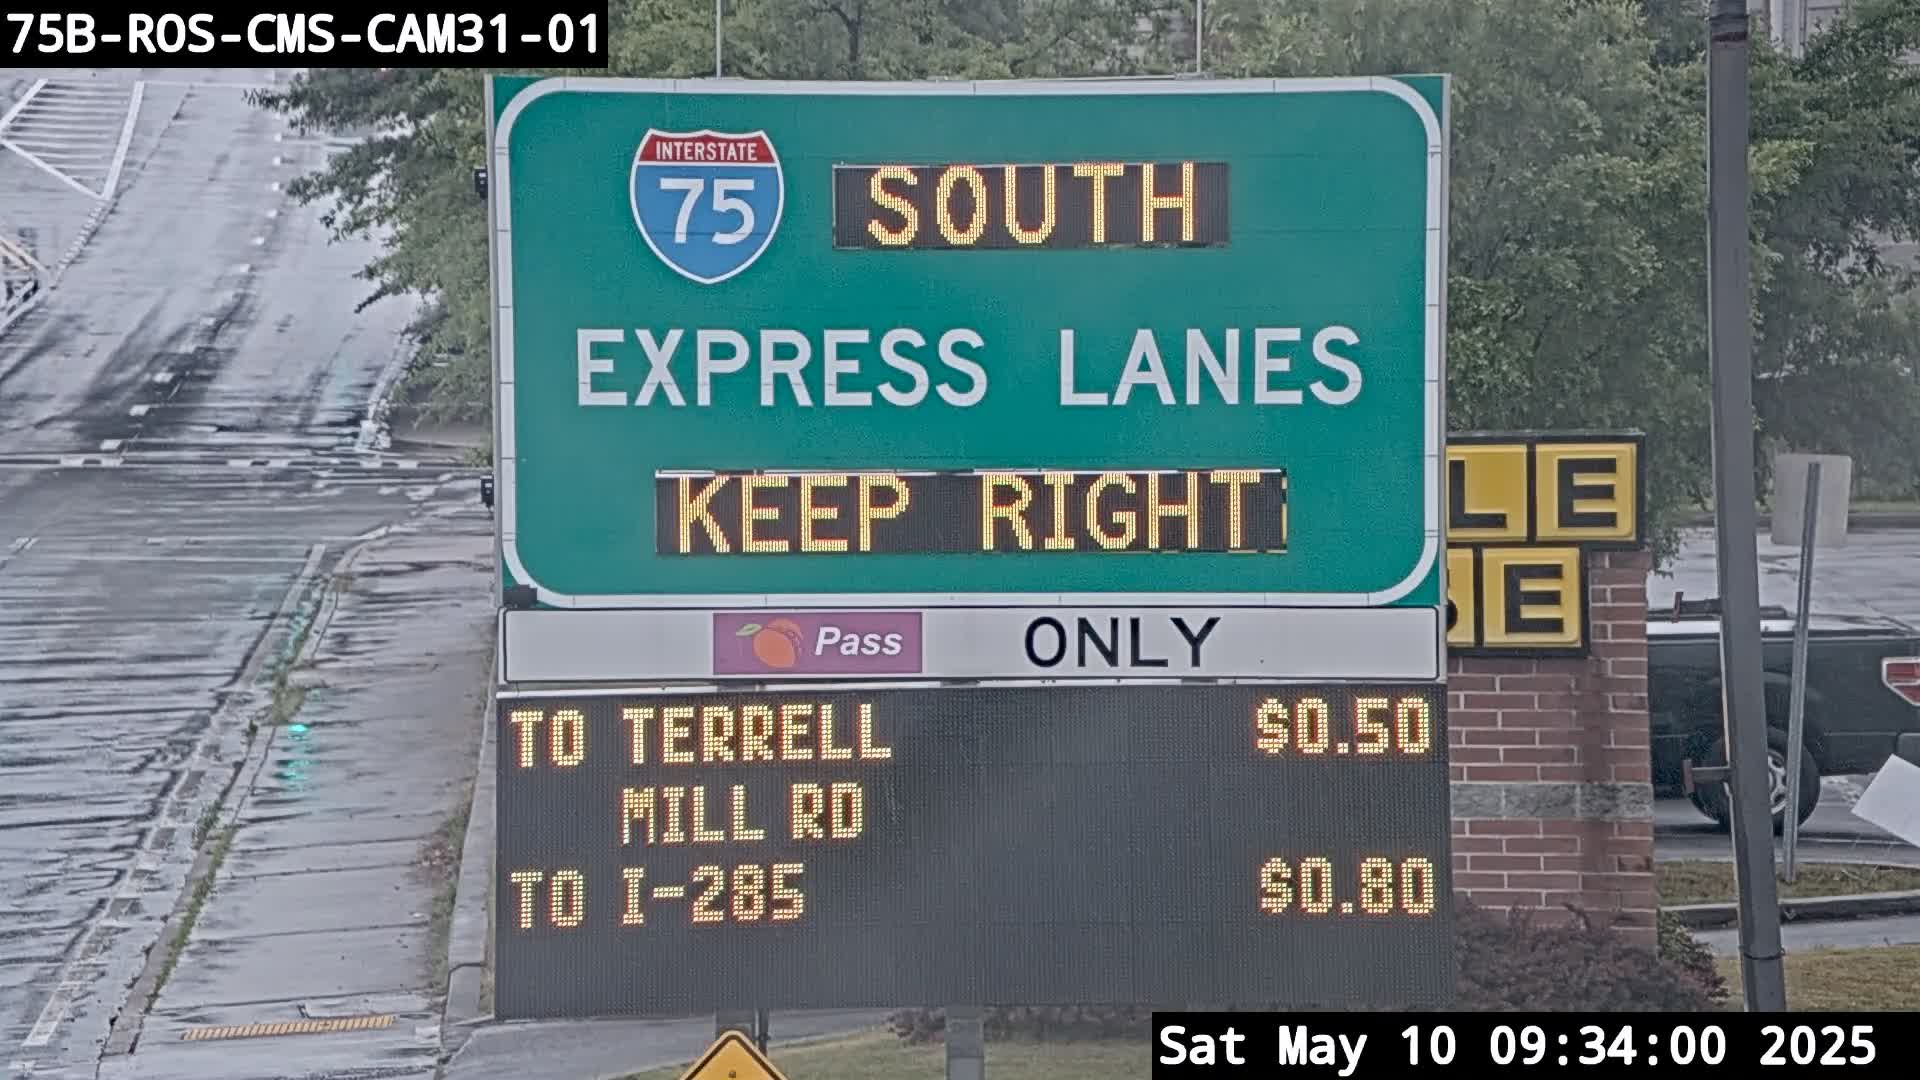 75B-ROS-CMS-CAM31-01
INTERSTATE
75
SOUTH
EXPRESS LANES
KEEP RIGHT
Pass ONLY
TO TERRELL $0.50
MILL RD
TO I-285 $0.80
LE
E
Sat May 10 09:34:00 2025